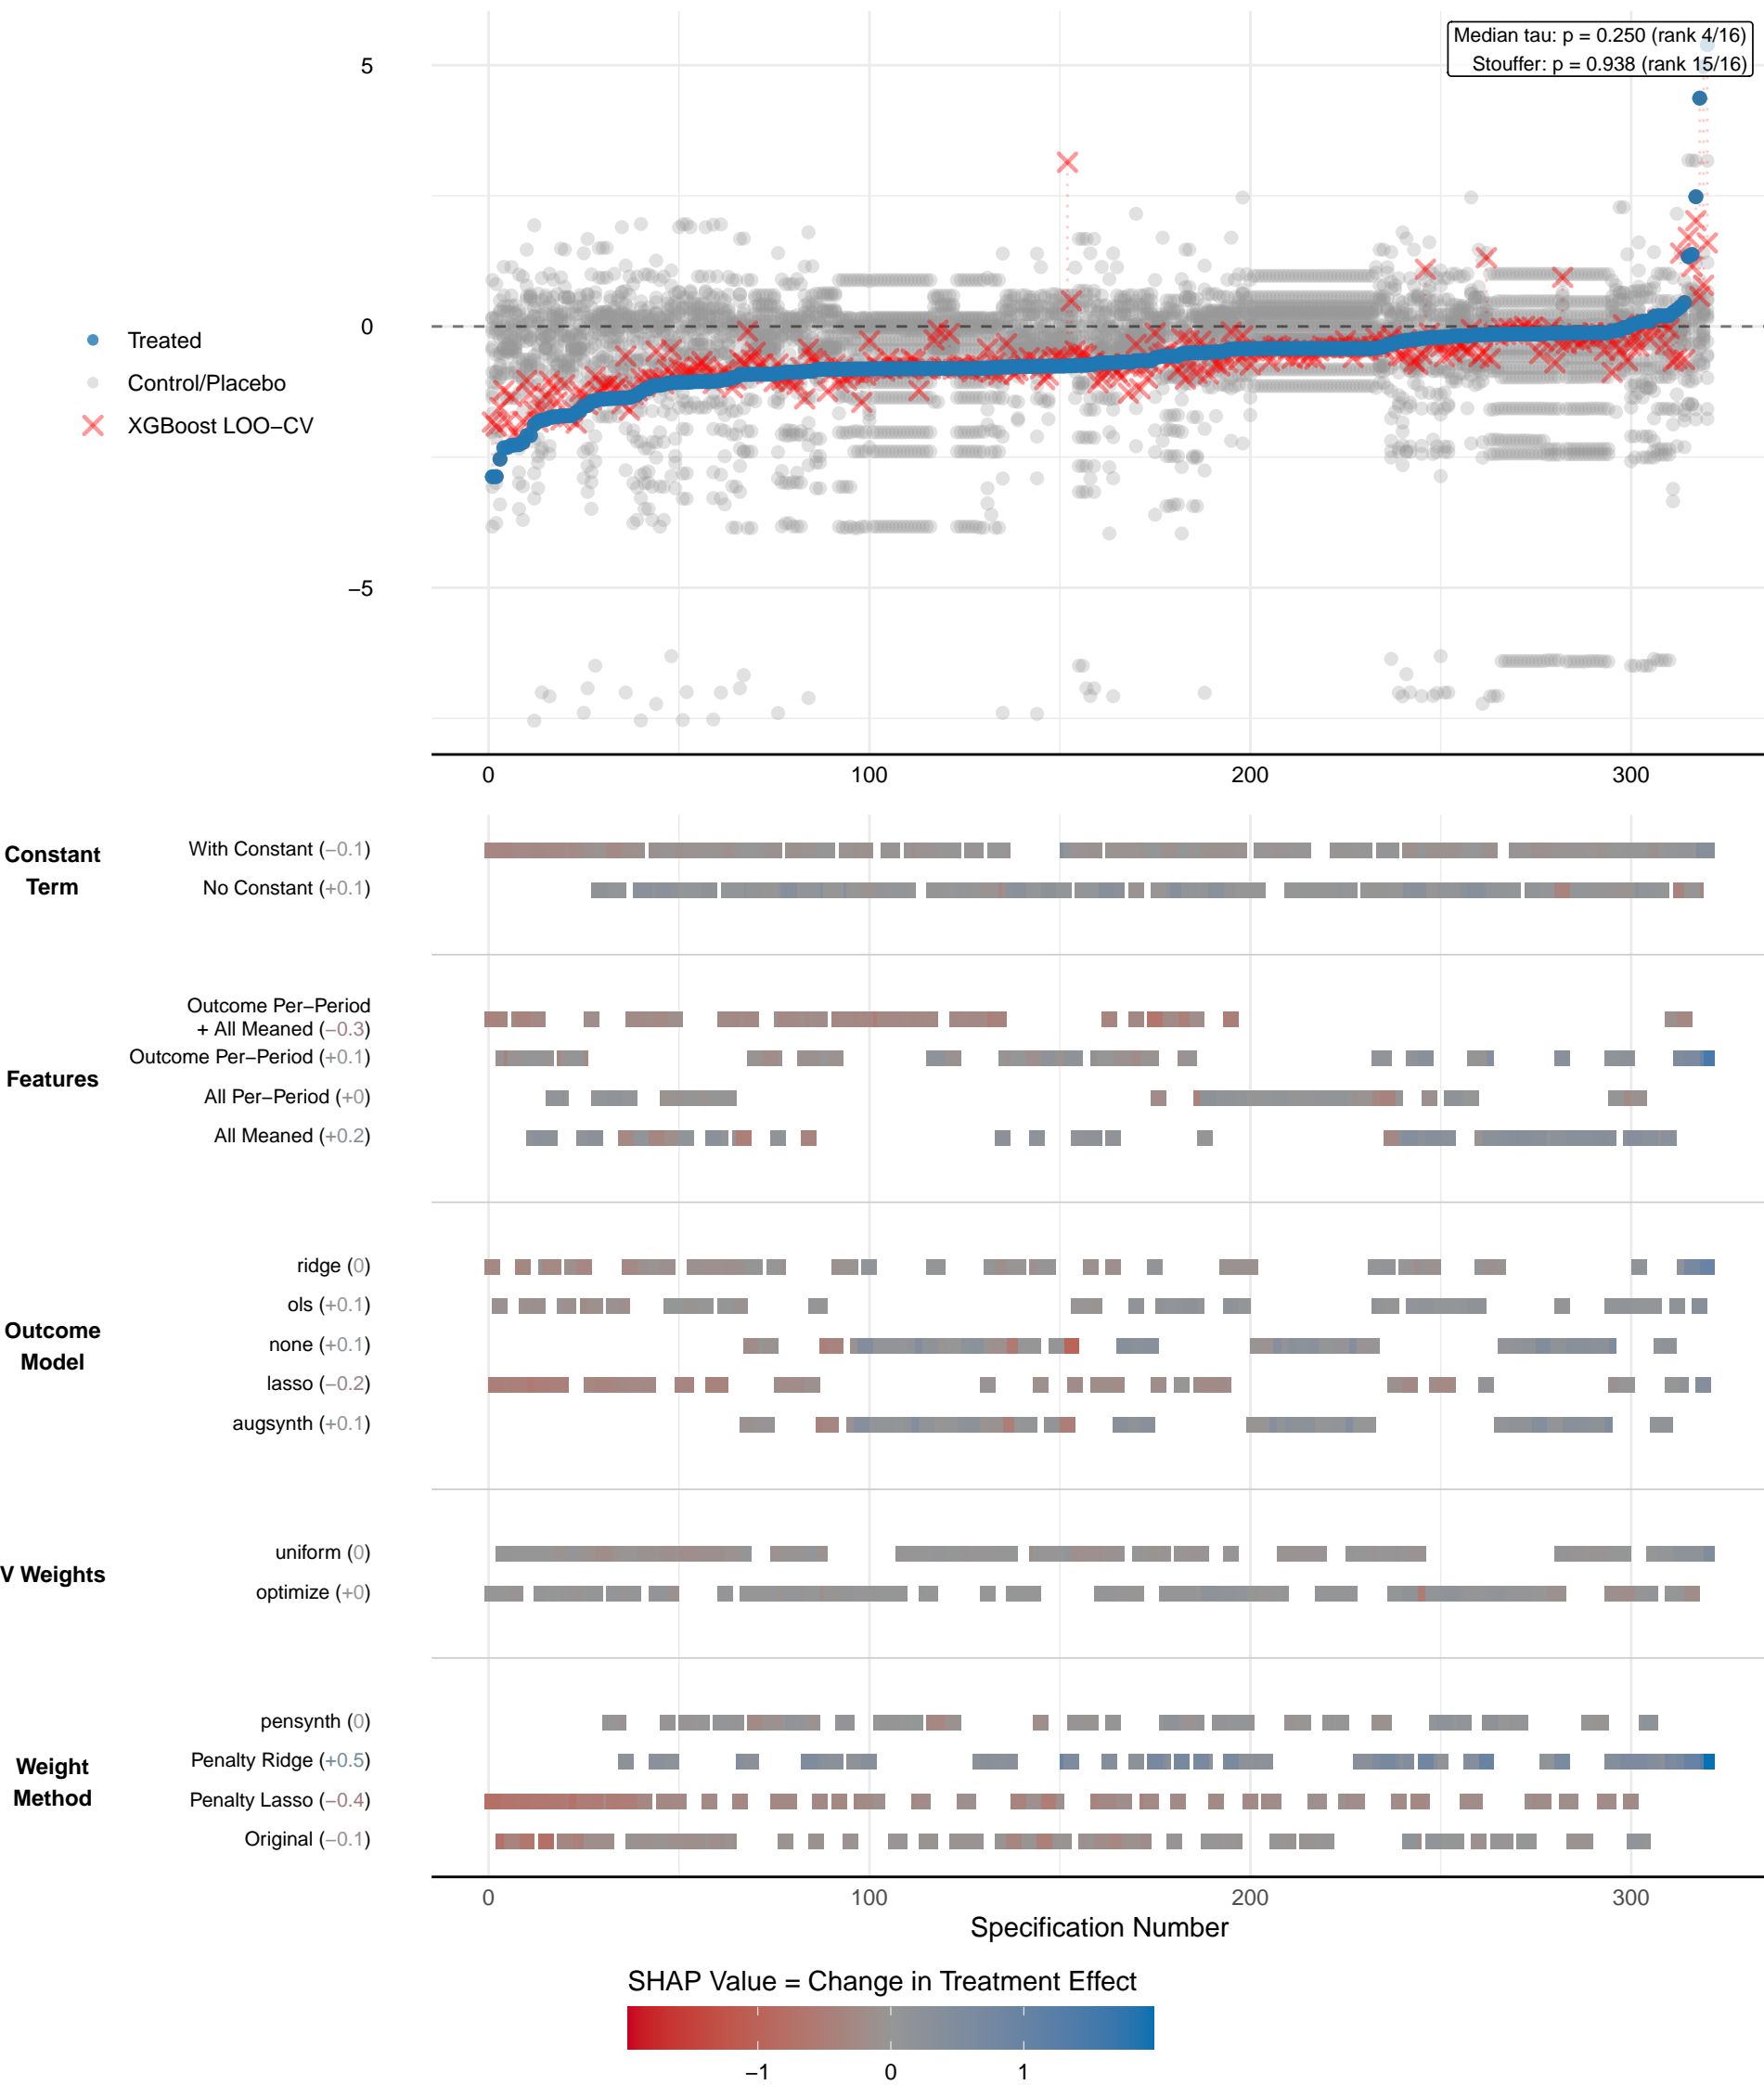 Median tau: p = 0.250 (rank 4/16)
Stouffer: p = 0.938 (rank 15/16)
5
0
−5
Treated
Control/Placebo
XGBoost LOO−CV
0
100
200
300
Constant
Term
With Constant (−0.1)
No Constant (+0.1)
Features
Outcome Per−Period
+ All Meaned (−0.3)
Outcome Per−Period (+0.1)
All Per−Period (+0)
All Meaned (+0.2)
Outcome
Model
ridge (0)
ols (+0.1)
none (+0.1)
lasso (−0.2)
augsynth (+0.1)
V Weights
uniform (0)
optimize (+0)
Weight
Method
pensynth (0)
Penalty Ridge (+0.5)
Penalty Lasso (−0.4)
Original (−0.1)
0
100
200
300
Specification Number
SHAP Value = Change in Treatment Effect
−1
0
1